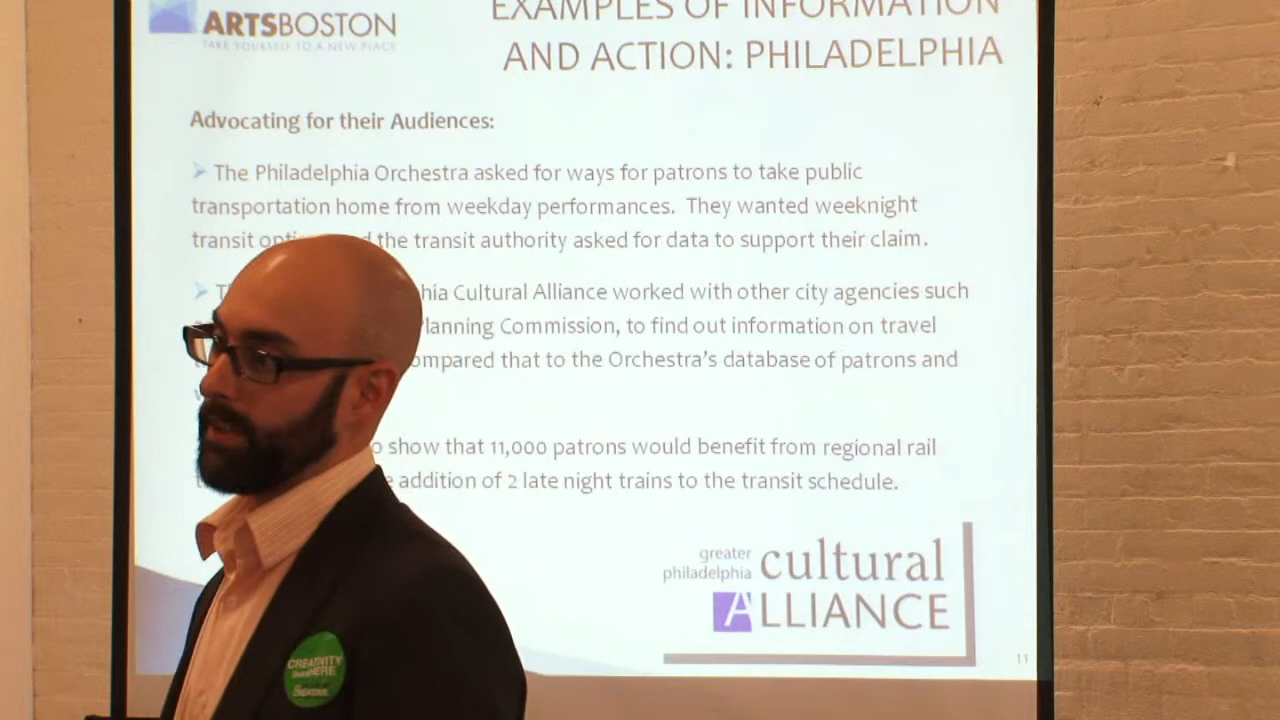 ARTSBOSTON
TAKE YOURSELF TO A NEW PLACE
EXAMPLES OF INFORMATION
AND ACTION: PHILADELPHIA
Advocating for their Audiences:
The Philadelphia Orchestra asked for ways for patrons to take public
transportation home from weekday performances. They wanted weeknight
transit the transit authority asked for data to support their claim.
Cultural Alliance worked with other city agencies such
Planning Commission, to find out information on travel
compared that to the Orchestra's database of patrons and
show that 11,000 patrons would benefit from regional rail
addition of 2 late night trains to the transit schedule.
greater
philadelphia cultural
ALLIANCE
11
CREATIVITY
HERE